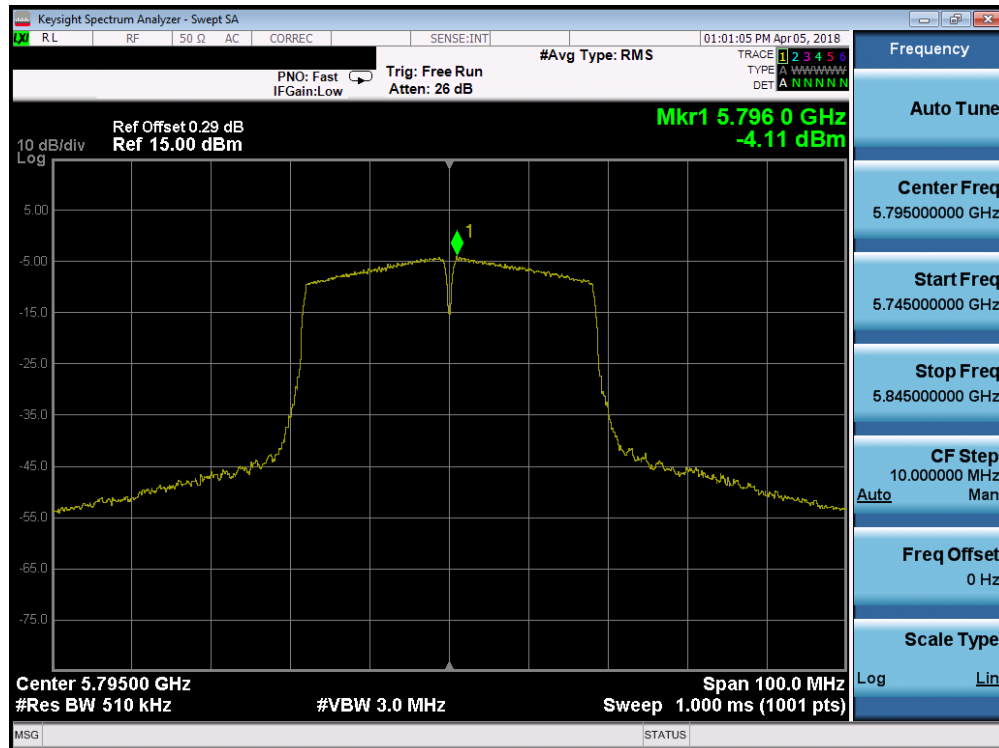 Keysight Spectrum Analyzer - Swept SA
LXI RL RF 50 Ω AC CORREC SENSE:INT 01:01:05 PM Apr 05, 2018
#Avg Type: RMS TRACE 1 2 3 4 5 6
PNO: Fast Trig: Free Run TYPE A WWWWW
IFGain:Low Atten: 26 dB DET A N N N N N
Mkr1 5.796 0 GHz
-4.11 dBm
Ref Offset 0.29 dB
10 dB/div Ref 15.00 dBm
Log
1
5.00
-5.00
-15.0
-25.0
-35.0
-45.0
-55.0
-65.0
-75.0
Center 5.79500 GHz Span 100.0 MHz
#Res BW 510 kHz #VBW 3.0 MHz Sweep 1.000 ms (1001 pts)
MSG STATUS
Frequency
Auto Tune
Center Freq
5.795000000 GHz
Start Freq
5.745000000 GHz
Stop Freq
5.845000000 GHz
CF Step
10.000000 MHz
Auto Man
Freq Offset
0 Hz
Scale Type
Log Lin